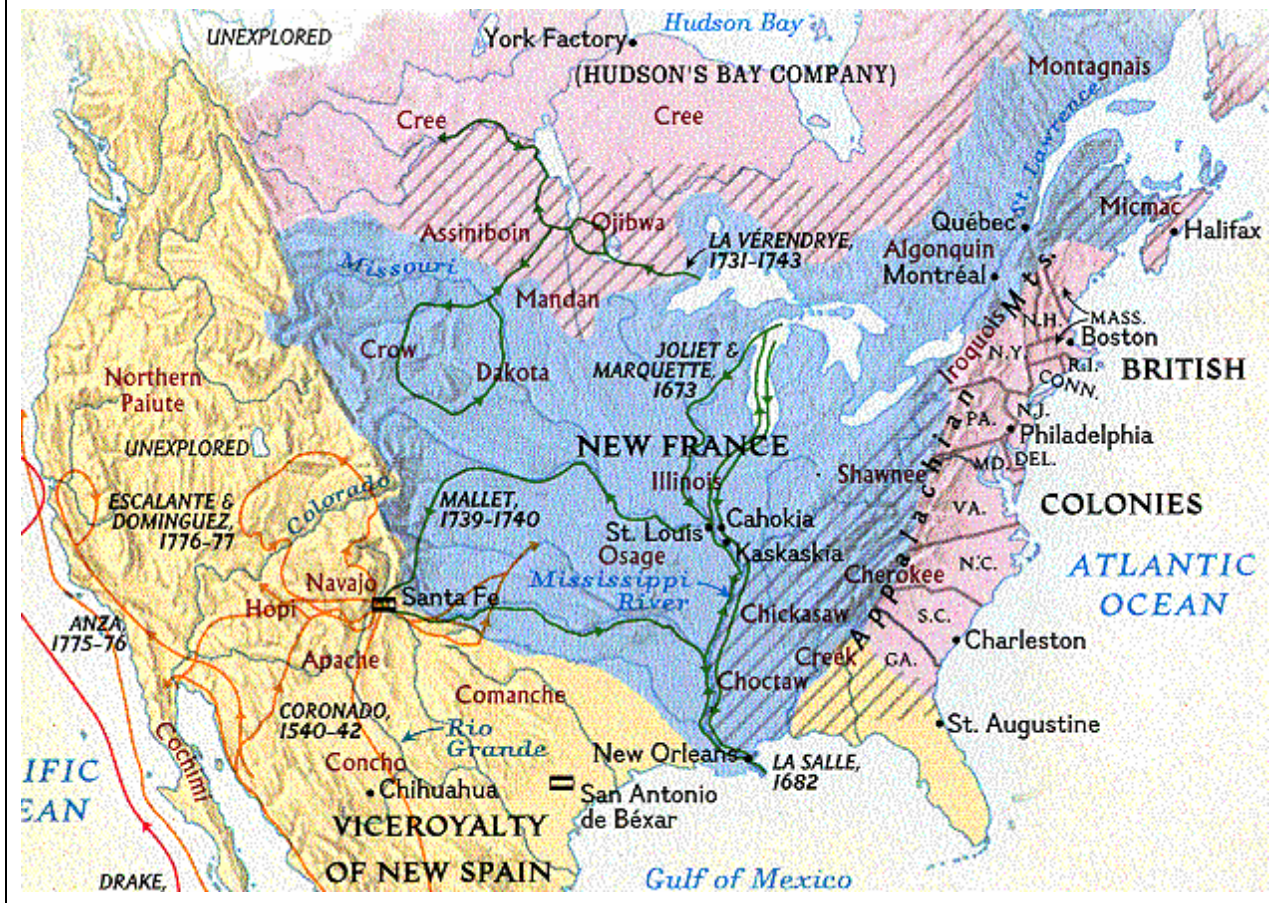 UNEXPLORED
Hudson Bay
York Factory
(HUDSON'S BAY COMPANY)
Montagnais
Cree
Cree
St. Lawrence
Micmac
Halifax
Assiniboin
Ojibwa
LA VÉRENDRYE,
1731-1743
Québec
Algonquin
Montréal
Missouri
Mandan
Crow
Dakota
JOLIET &
MARQUETTE,
1673
Iroquois
Appalachian Mts.
N.H.
MASS.
Boston
N.Y.
R.I.
CONN.
BRITISH
COLONIES
Northern
Paiute
UNEXPLORED
NEW FRANCE
PA.
N.J.
Philadelphia
MD.
DEL.
Illinois
Shawnee
ESCALANTE &
DOMINGUEZ,
1776-77
Colorado
MALLET,
1739-1740
VA.
St. Louis
Cahokia
Kaskaskia
Osage
Mississippi
River
Cherokee
N.C.
ATLANTIC
OCEAN
Navajo
Hopi
Santa Fe
Chickasaw
S.C.
Charleston
ANZA,
1775-76
Apache
Creek
GA.
Choctaw
Comanche
CORONADO,
1540-42
Rio
Grande
St. Augustine
Cochimi
Concho
New Orleans
LA SALLE,
1682
IFIC
EAN
Chihuahua
San Antonio
de Béxar
VICEROYALTY
OF NEW SPAIN
DRAKE,
Gulf of Mexico